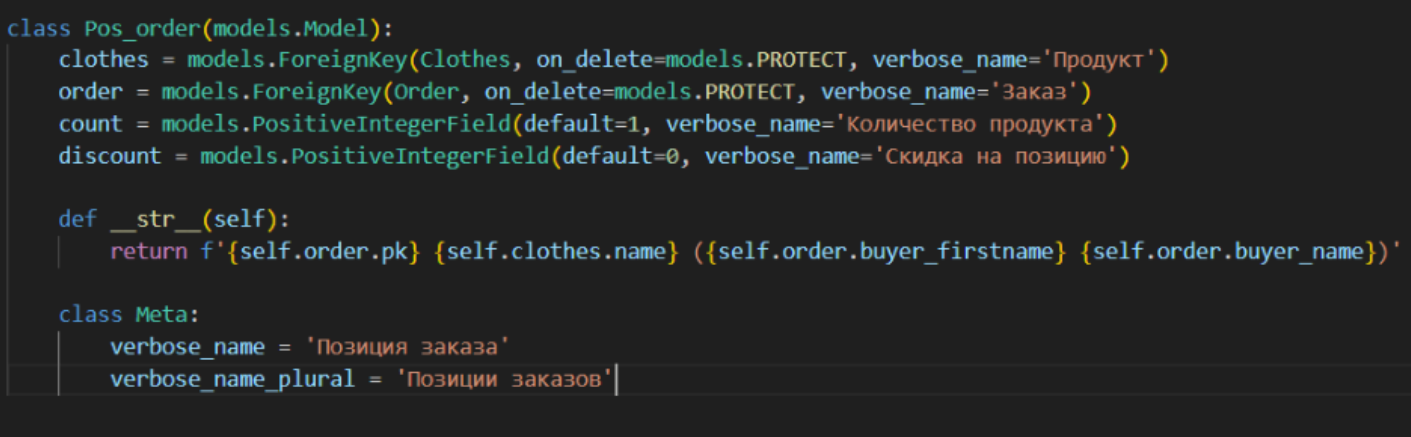 class Pos_order(models.Model):
    clothes = models.ForeignKey(Clothes, on_delete=models.PROTECT, verbose_name='Продукт')
    order = models.ForeignKey(Order, on_delete=models.PROTECT, verbose_name='Заказ')
    count = models.PositiveIntegerField(default=1, verbose_name='Количество продукта')
    discount = models.PositiveIntegerField(default=0, verbose_name='Скидка на позицию')
    def __str__(self):
        return f'{self.order.pk} {self.clothes.name} ({self.order.buyer_firstname} {self.order.buyer_name})'
    class Meta:
        verbose_name = 'Позиция заказа'
        verbose_name_plural = 'Позиции заказов'